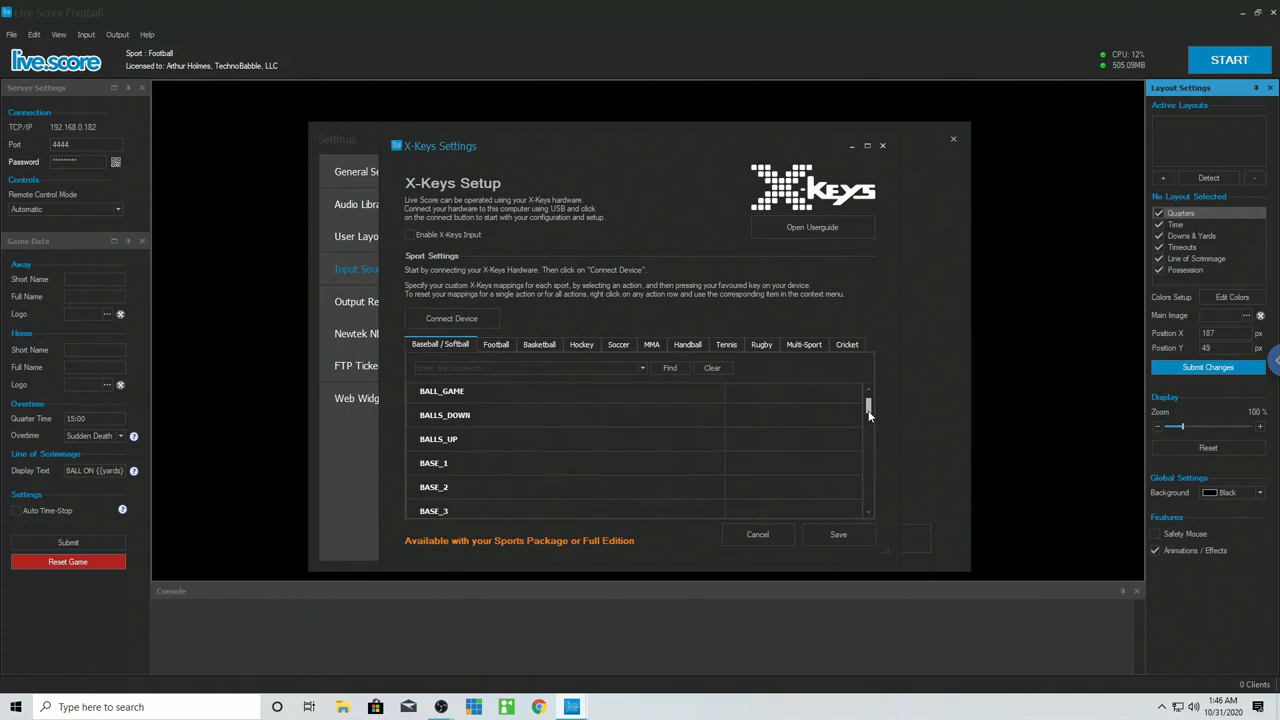 Live Score Football
File Edit View Input Output Help
live.score
Sport : Football
Licensed to: Arthur Holmes, TechnoBabble, LLC
CPU: 12%
505.09MB
START
Server Settings
Connection
TCP/IP 192.168.0.182
Port 4444
Password *********
Controls
Remote Control Mode
Automatic
Game Data
Away
Short Name
Full Name
Logo
Home
Short Name
Full Name
Logo
Overtime
Quarter Time 15:00
Overtime Sudden Death
Line of Scrimmage
Display Text BALL ON {{yards}
Settings
Auto Time-Stop
Submit
Reset Game
Settings
General Se
Audio Libra
User Layo
Input Sour
Output Re
Newtek NI
FTP Ticke
Web Widg
X-Keys Settings
X-Keys Setup
X-keys
Live Score can be operated using your X-Keys hardware.
Connect your hardware to this computer using USB and click
on the connect button to start with your configuration and setup.
Open Userguide
Enable X-Keys Input
Sport Settings
Start by connecting your X-Keys Hardware. Then click on "Connect Device".
Specify your custom X-Keys mappings for each sport, by selecting an action, and then pressing your favoured key on your device.
To reset your mappings for a single action or for all actions, right click on any action row and use the corresponding item in the context menu.
Connect Device
Baseball / Softball Football Basketball Hockey Soccer MMA Handball Tennis Rugby Multi-Sport Cricket
Enter text to search... Find Clear
BALL_GAME
BALLS_DOWN
BALLS_UP
BASE_1
BASE_2
BASE_3
Available with your Sports Package or Full Edition
Cancel Save
Console
Layout Settings
Active Layouts
+ Detect -
No Layout Selected
Quarters
Time
Downs & Yards
Timeouts
Line of Scrimmage
Possession
Colors Setup Edit Colors
Main Image
Position X 187 px
Position Y 49 px
Submit Changes
Display
Zoom 100 %
Reset
Global Settings
Background Black
Features
Safety Mouse
Animations / Effects
0 Clients
Type here to search
1:46 AM
10/31/2020